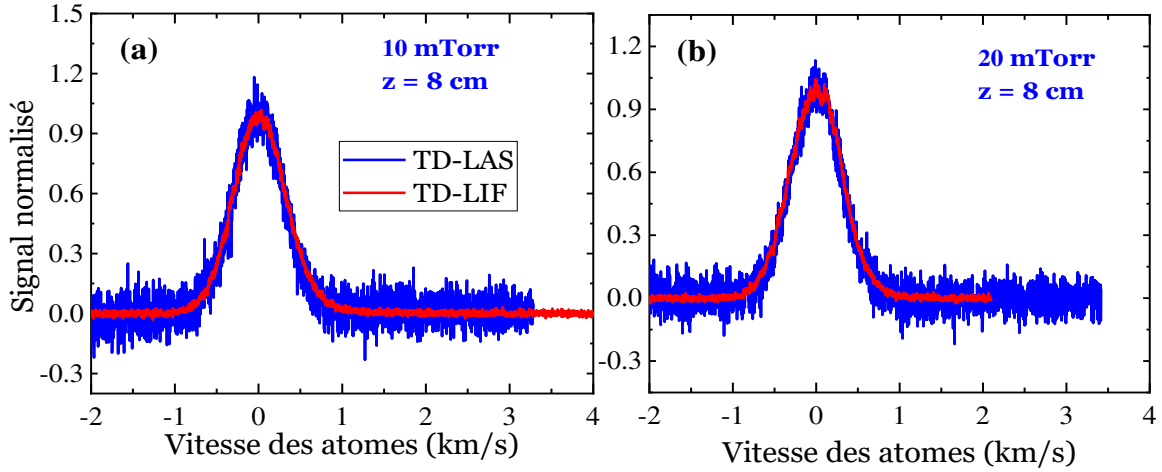 (a)
10 mTorr
z = 8 cm
TD-LAS
TD-LIF
Signal normalisé
1.5
1.2
0.9
0.6
0.3
0.0
-0.3
-2 -1 0 1 2 3 4
Vitesse des atomes (km/s)
(b)
20 mTorr
z = 8 cm
1.2
0.9
0.6
0.3
0.0
-0.3
-2 -1 0 1 2 3 4
Vitesse des atomes (km/s)